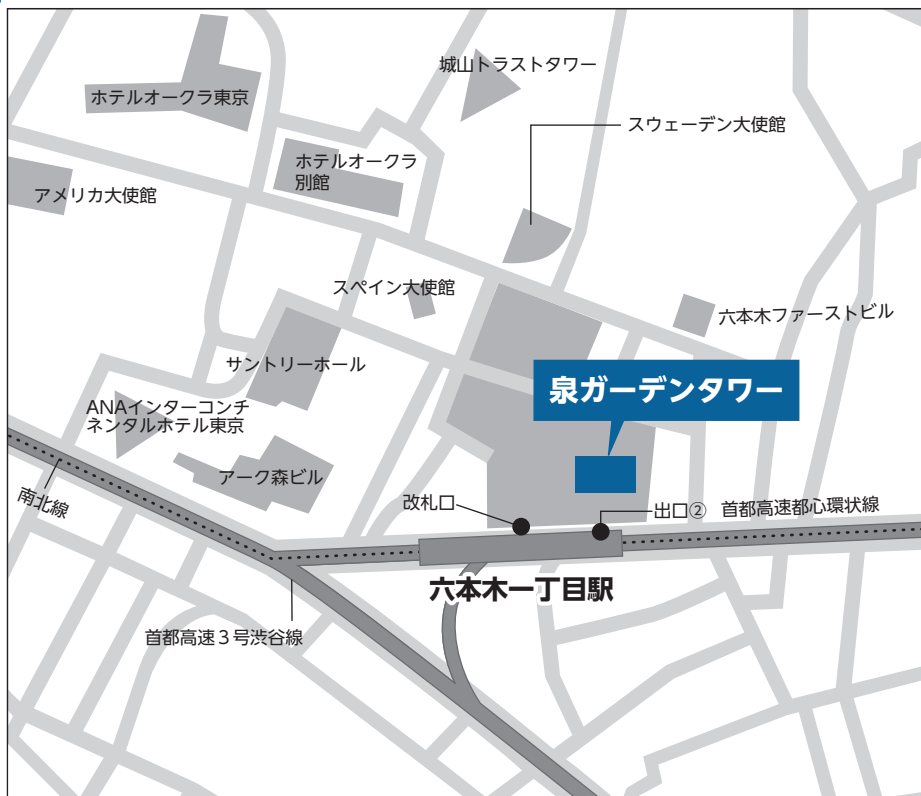 城山トラストタワー
ホテルオークラ東京
スウェーデン大使館
ホテルオークラ
別館
アメリカ大使館
スペイン大使館
六本木ファーストビル
サントリーホール
泉ガーデンタワー
ANAインターコンチ
ネンタルホテル東京
アーク森ビル
南北線
改札口
出口②
首都高速都心環状線
六本木一丁目駅
首都高速3号渋谷線